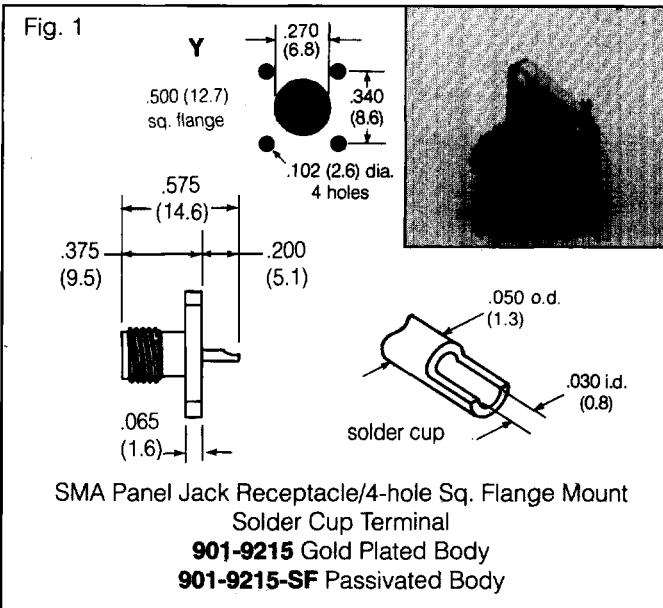 Fig. 1
Y
.270
(6.8)
.500 (12.7)
sq. flange
.340
(8.6)
.102 (2.6) dia.
4 holes
.575
(14.6)
.375
(9.5)
.200
(5.1)
.065
(1.6)
.050 o.d.
(1.3)
.030 i.d.
(0.8)
solder cup
SMA Panel Jack Receptacle/4-hole Sq. Flange Mount
Solder Cup Terminal
901-9215 Gold Plated Body
901-9215-SF Passivated Body